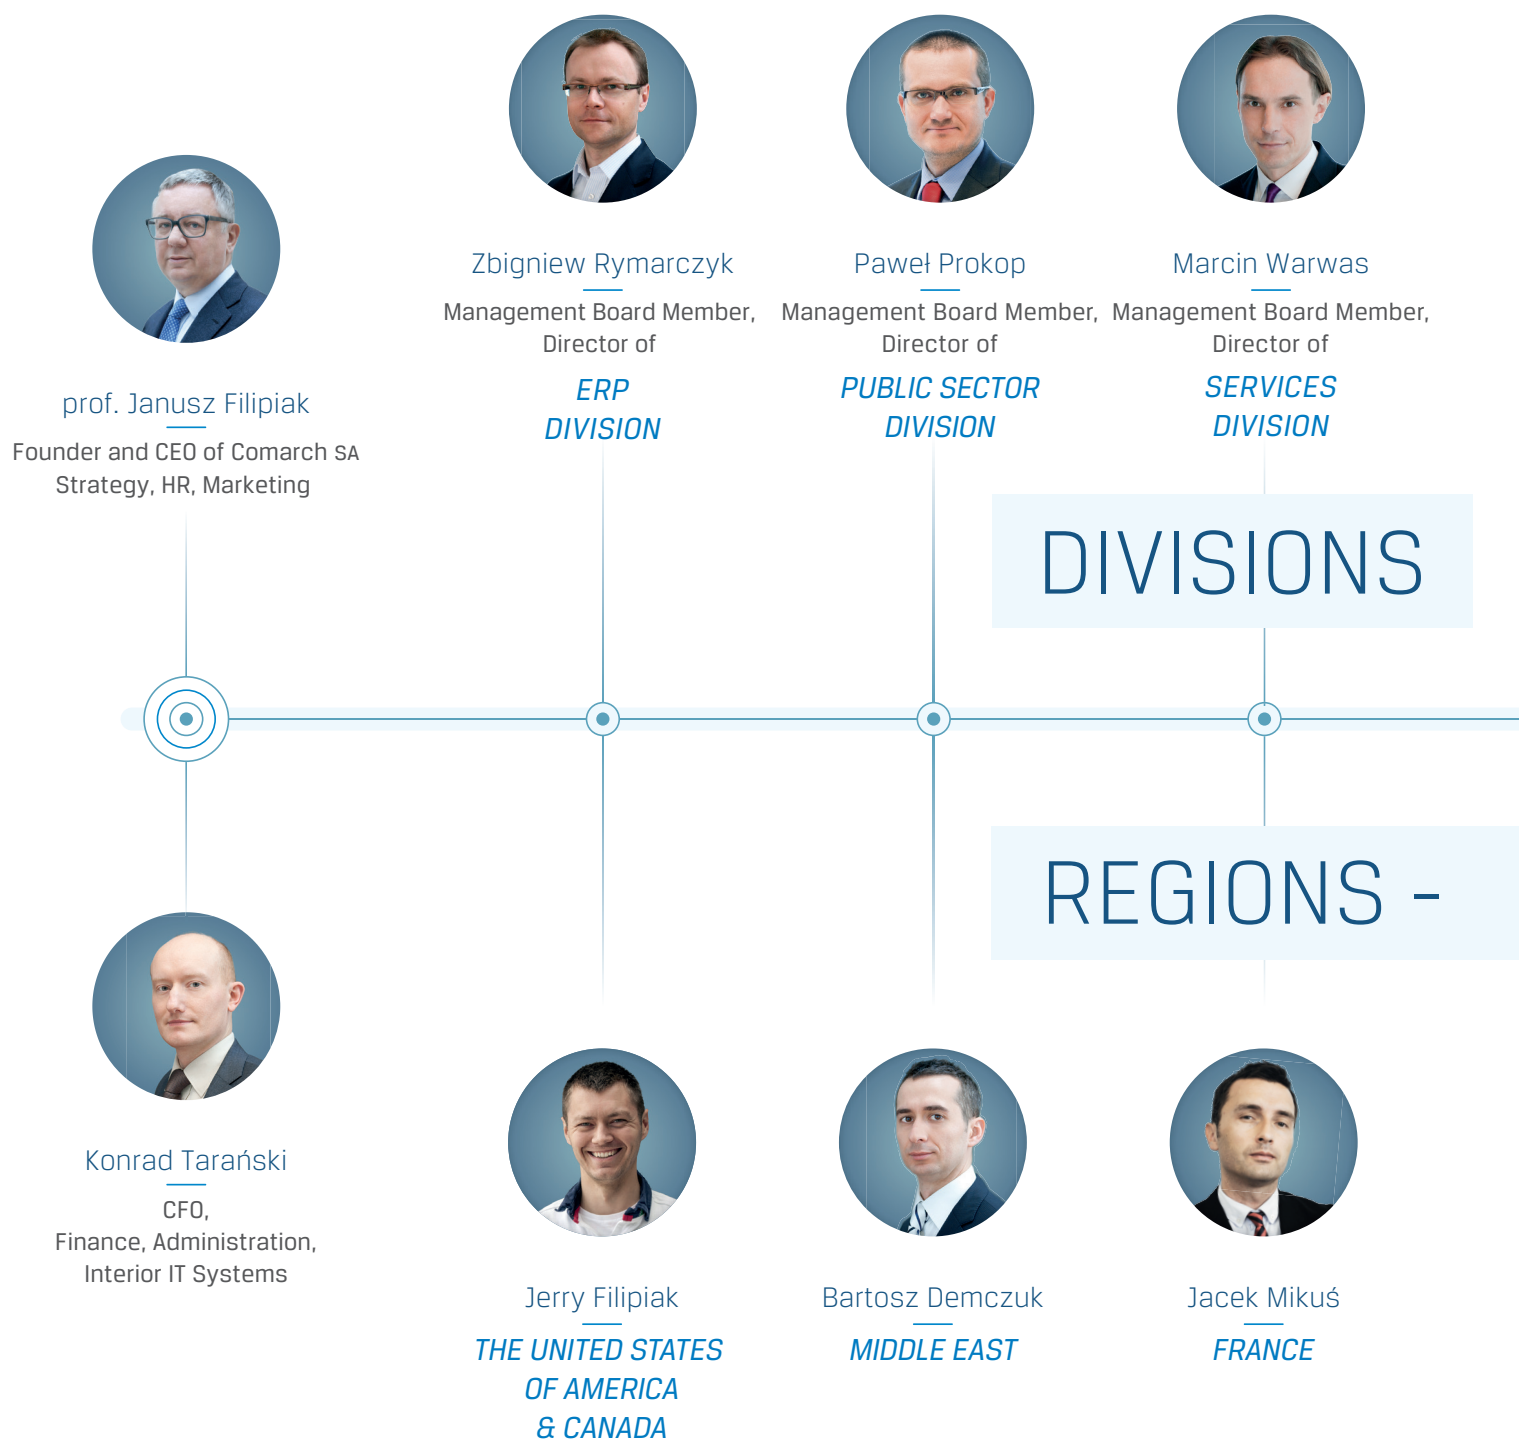 prof. Janusz Filipiak
Founder and CEO of Comarch SA
Strategy, HR, Marketing
Zbigniew Rymarczyk
Management Board Member,
Director of
ERP
DIVISION
Paweł Prokop
Management Board Member,
Director of
PUBLIC SECTOR
DIVISION
Marcin Warwas
Management Board Member,
Director of
SERVICES
DIVISION
DIVISIONS
REGIONS -
Konrad Tarański
CFO,
Finance, Administration,
Interior IT Systems
Jerry Filipiak
THE UNITED STATES
OF AMERICA
& CANADA
Bartosz Demczuk
MIDDLE EAST
Jacek Mikuś
FRANCE